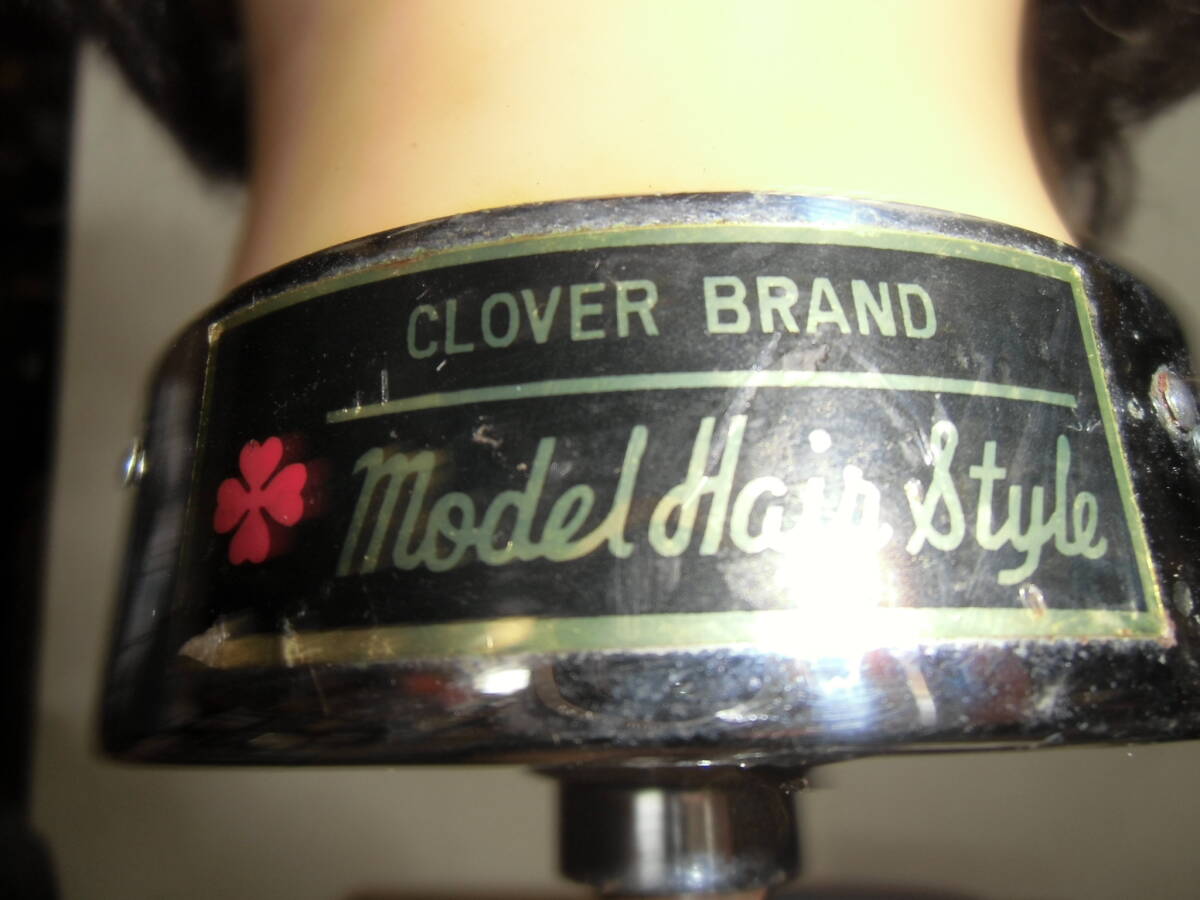 CLOVER BRAND
Model Hair Style